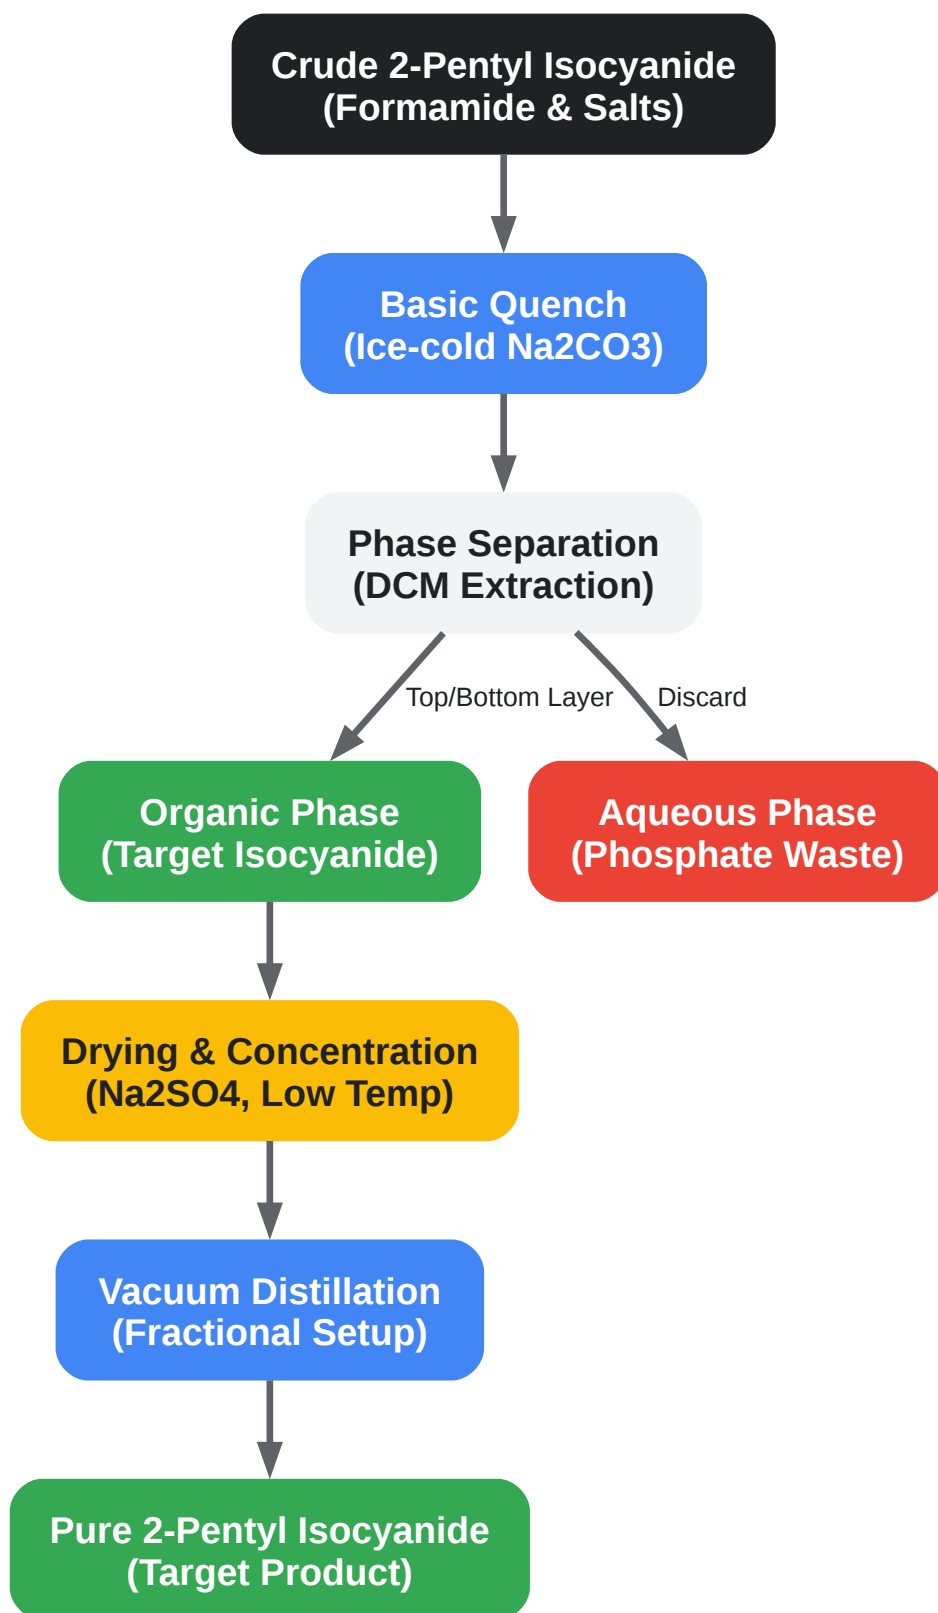 Crude 2-Pentyl Isocyanide
(Formamide & Salts)
Basic Quench
(Ice-cold Na2CO3)
Phase Separation
(DCM Extraction)
Top/Bottom Layer
Discard
Organic Phase
(Target Isocyanide)
Aqueous Phase
(Phosphate Waste)
Drying & Concentration
(Na2SO4, Low Temp)
Vacuum Distillation
(Fractional Setup)
Pure 2-Pentyl Isocyanide
(Target Product)